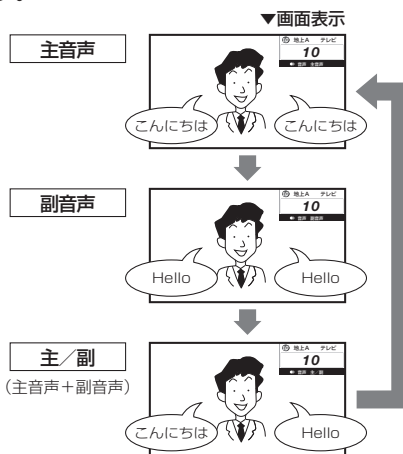 ▼画面表示
主音声
地上A テレビ
10
音声 主音声
こんにちは
こんにちは
副音声
地上A テレビ
10
音声 副音声
Hello
Hello
主／副
(主音声＋副音声)
地上A テレビ
10
音声 主／副
こんにちは
Hello